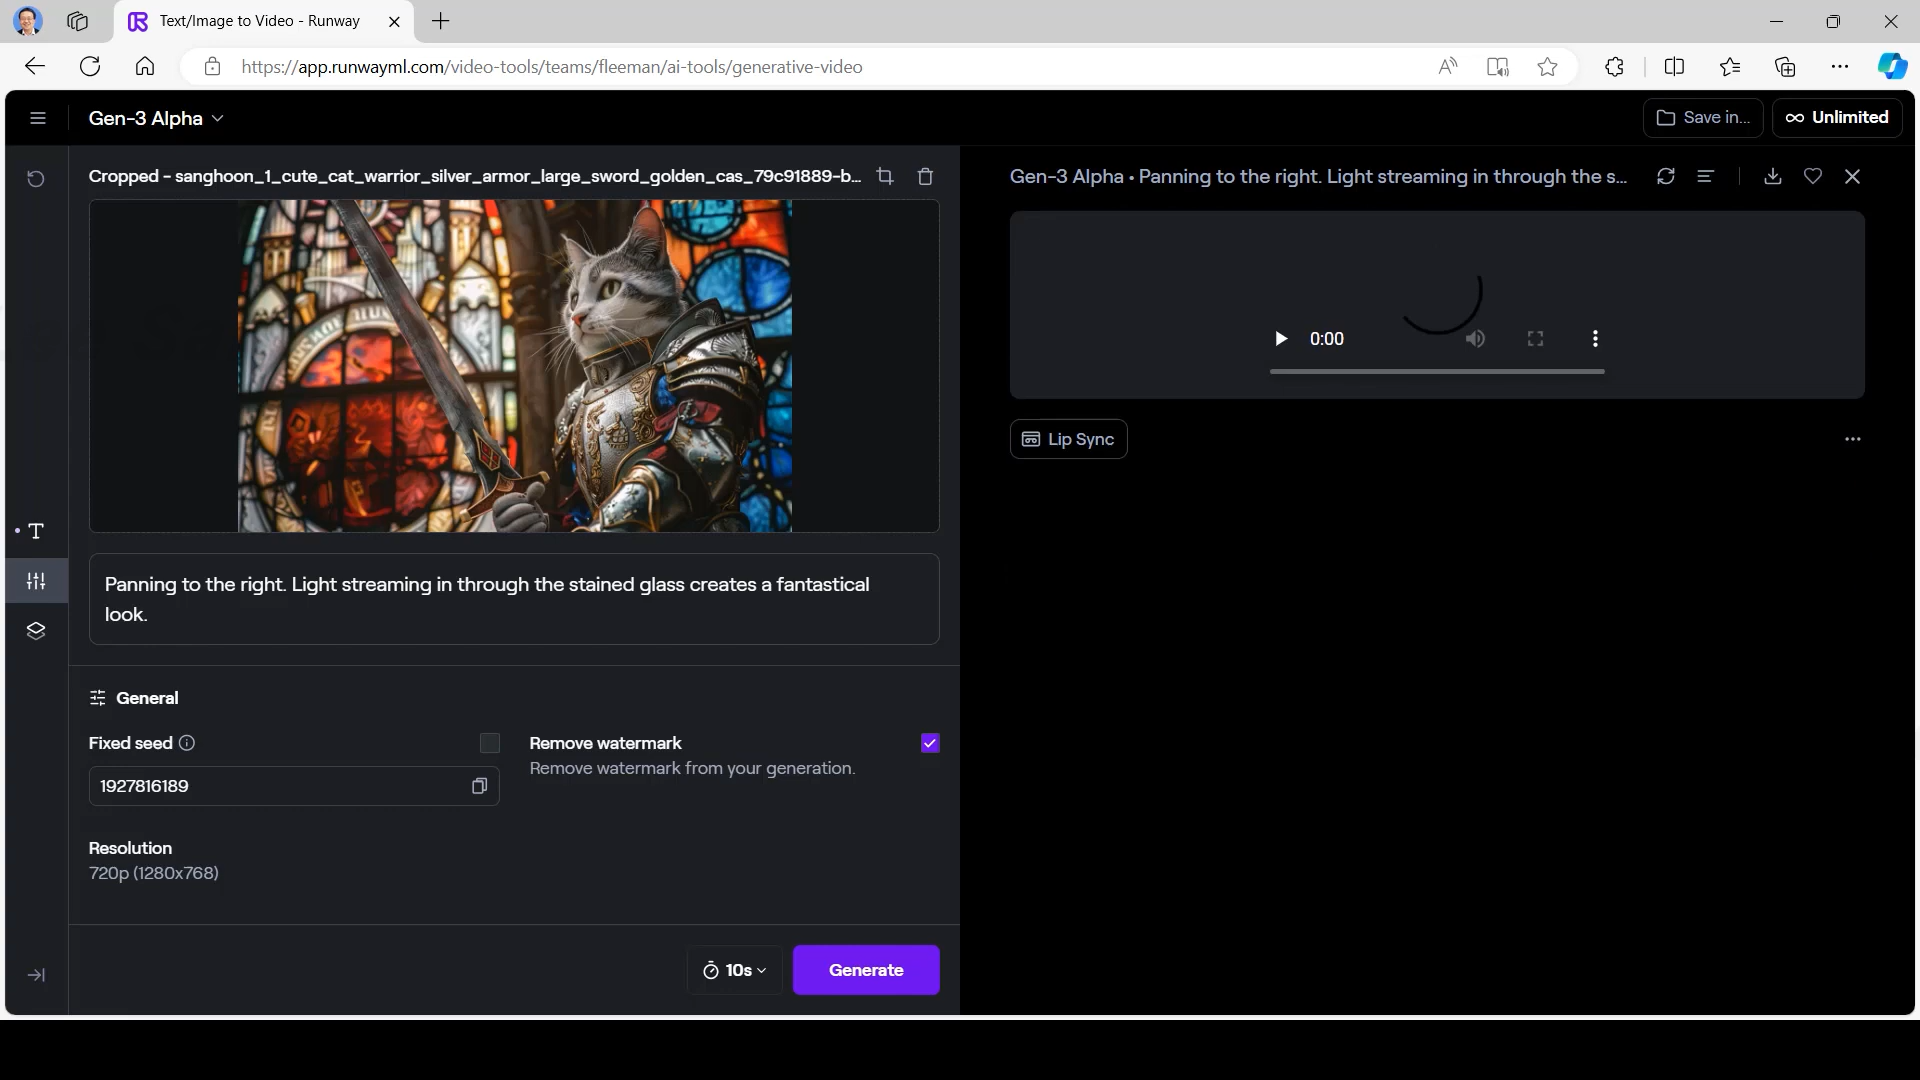 Text/Image to Video - Runway
https://app.runwayml.com/video-tools/teams/fleeman/ai-tools/generative-video
Gen-3 Alpha
Save in...
Unlimited
Cropped - sanghoon_1_cute_cat_warrior_silver_armor_large_sword_golden_cas_79c91889-b...
Gen-3 Alpha • Panning to the right. Light streaming in through the s...
0:00
Lip Sync
Panning to the right. Light streaming in through the stained glass creates a fantastical
look.
General
Fixed seed
Remove watermark
Remove watermark from your generation.
1927816189
Resolution
720p (1280x768)
10s
Generate